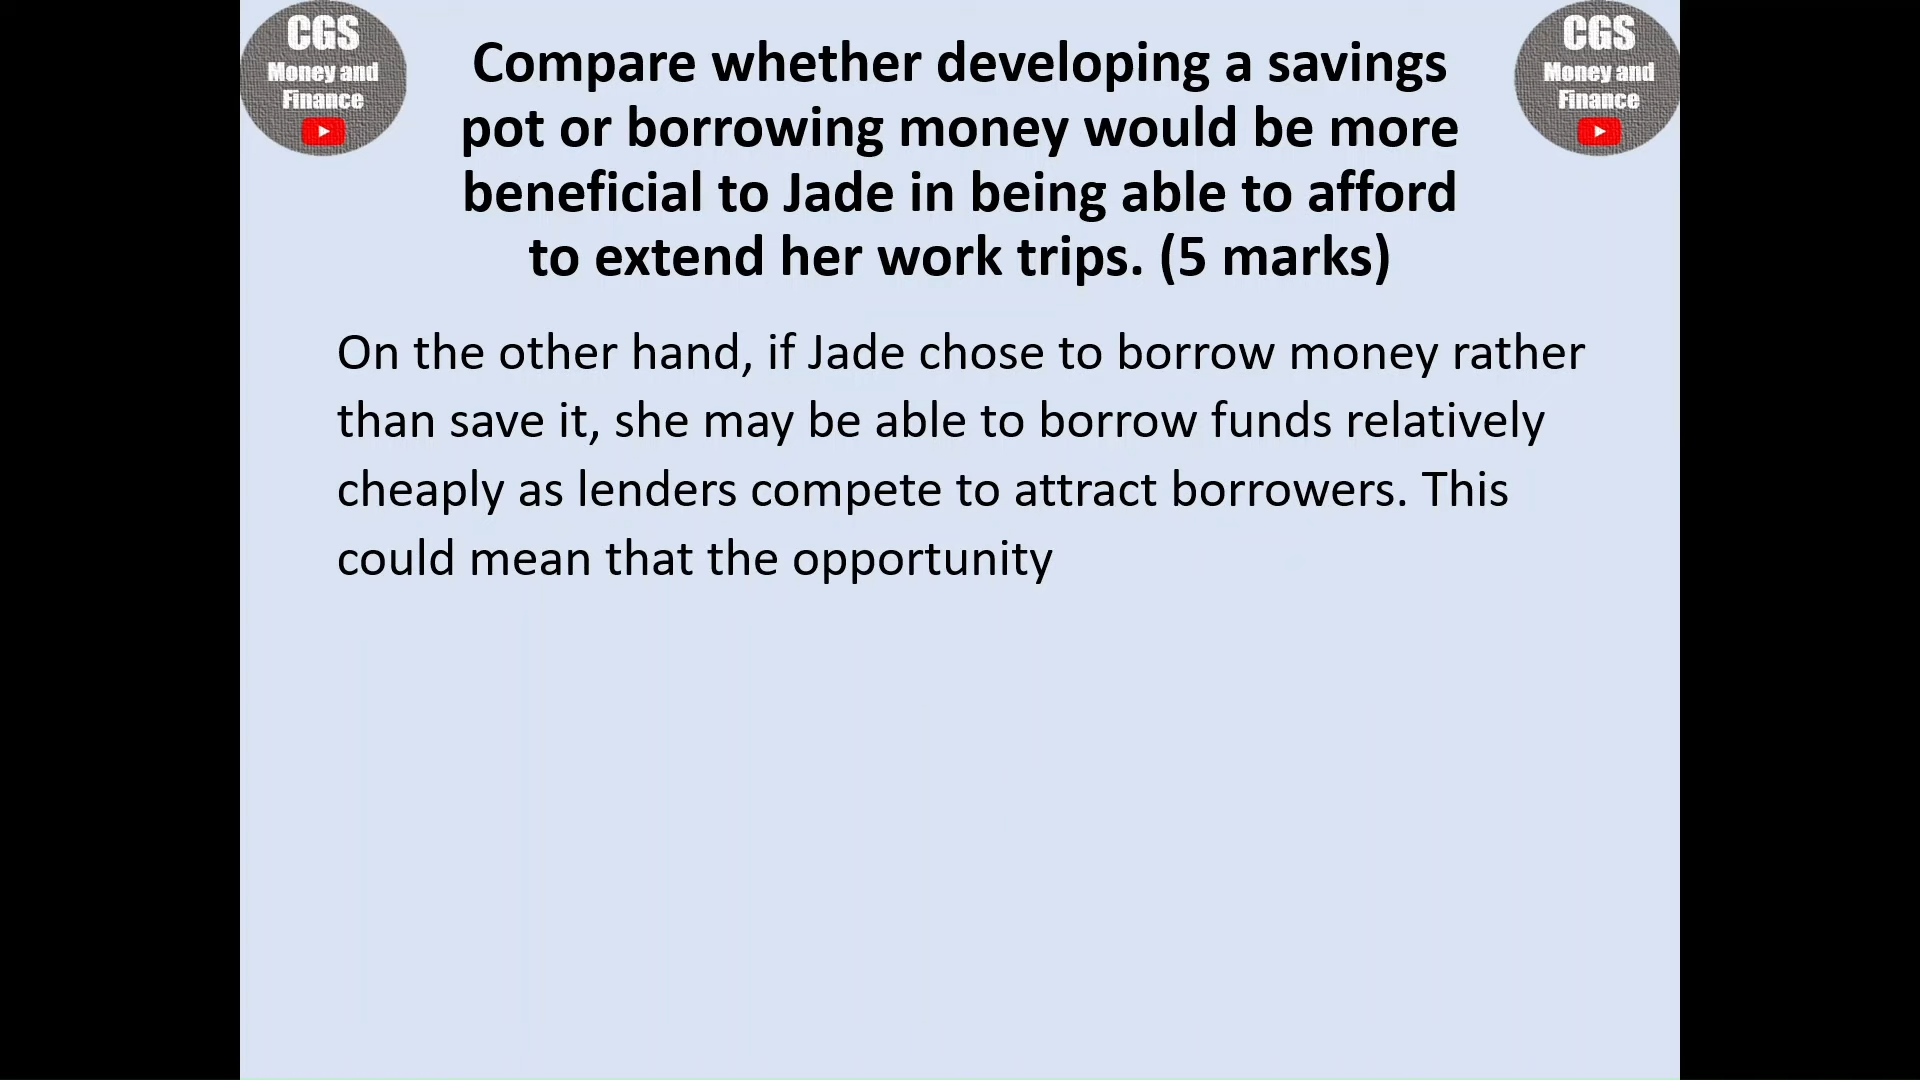 CGS
Money and
Finance
CGS
Money and
Finance
Compare whether developing a savings
pot or borrowing money would be more
beneficial to Jade in being able to afford
to extend her work trips. (5 marks)
On the other hand, if Jade chose to borrow money rather
than save it, she may be able to borrow funds relatively
cheaply as lenders compete to attract borrowers. This
could mean that the opportunity